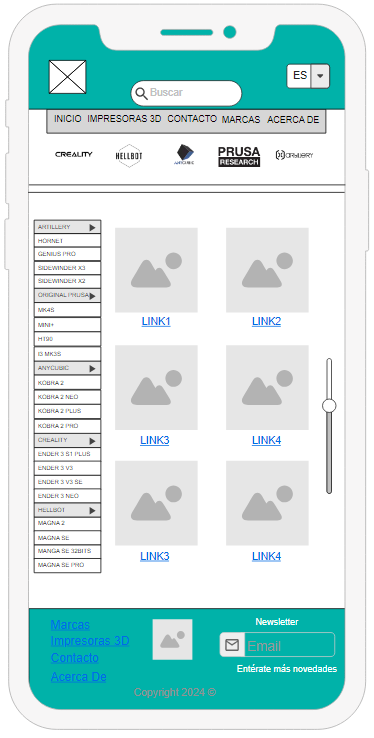 ES
Buscar
INICIO IMPRESORAS 3D CONTACTO MARCAS ACERCA DE
CREALITY HELLBOT ANYCUBIC PRUSA RESEARCH ARTILLERY
ARTILLERY
HORNET
GENIUS PRO
SIDEWINDER X3
SIDEWINDER X2
ORIGINAL PRUSA
MK4S
MINI+
HT90
I3 MK3S
ANYCUBIC
KOBRA 2
KOBRA 2 NEO
KOBRA 2 PLUS
KOBRA 2 PRO
CREALITY
ENDER 3 S1 PLUS
ENDER 3 V3
ENDER 3 V3 SE
ENDER 3 NEO
HELLBOT
MAGNA 2
MAGNA SE
MANGA SE 32BITS
MAGNA SE PRO
LINK1 LINK2
LINK3 LINK4
LINK3 LINK4
Marcas
Impresoras 3D
Contacto
Acerca De
Newsletter
Email
Entérate más novedades
Copyright 2024 ©